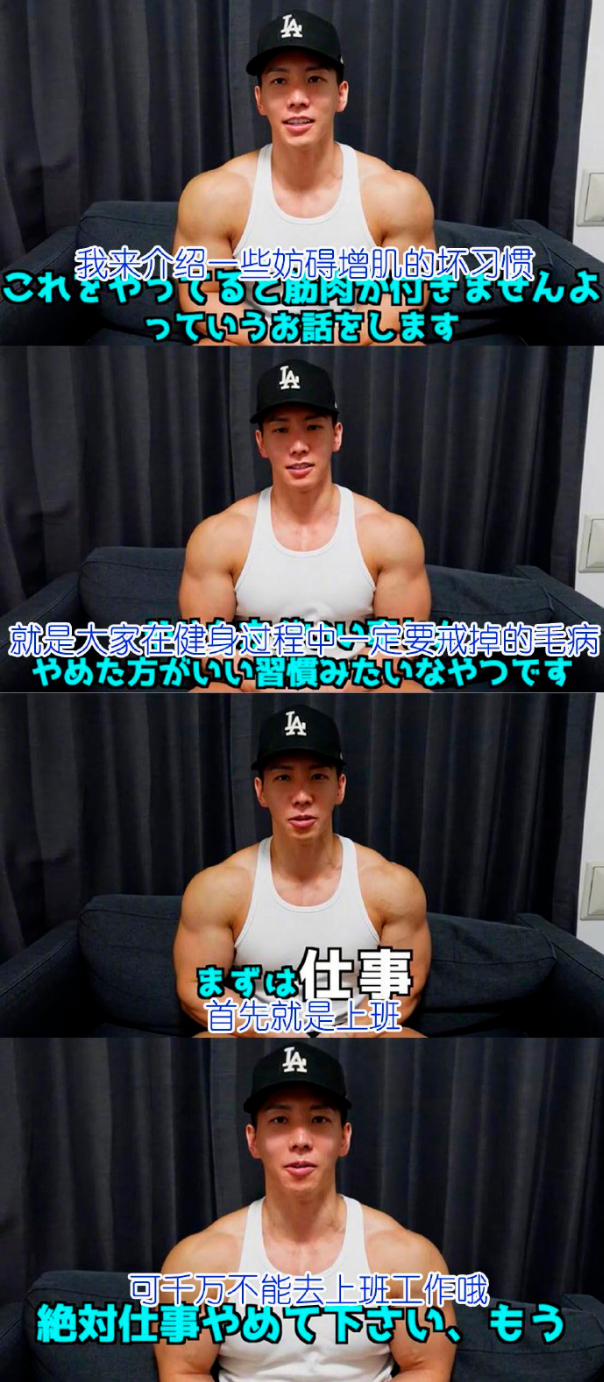 LA
我来介绍一些妨碍增肌的坏习惯
これをやってると筋肉が付きませんよ
っていうお話をします
LA
就是大家在健身过程中一定要戒掉的毛病
やめた方がいい習慣みたいなやつです
LA
まずは仕事
首先就是上班
LA
可千万不能去上班工作哦
絶対仕事やめて下さい、もう